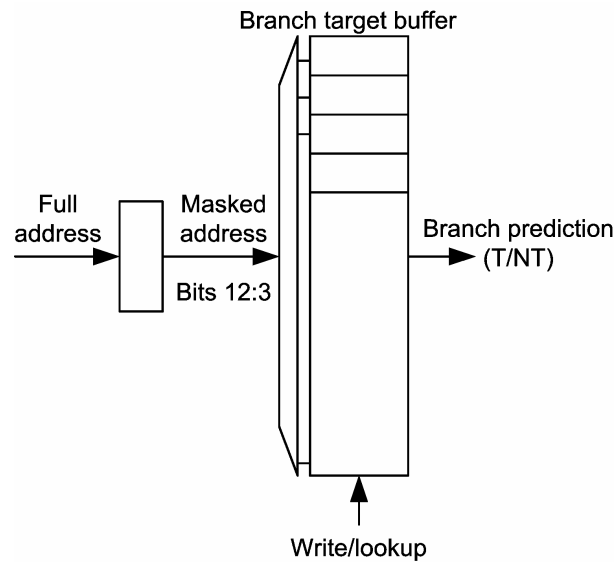 Branch target buffer
Full
address
Masked
address
Bits 12:3
Branch prediction
(T/NT)
Write/lookup